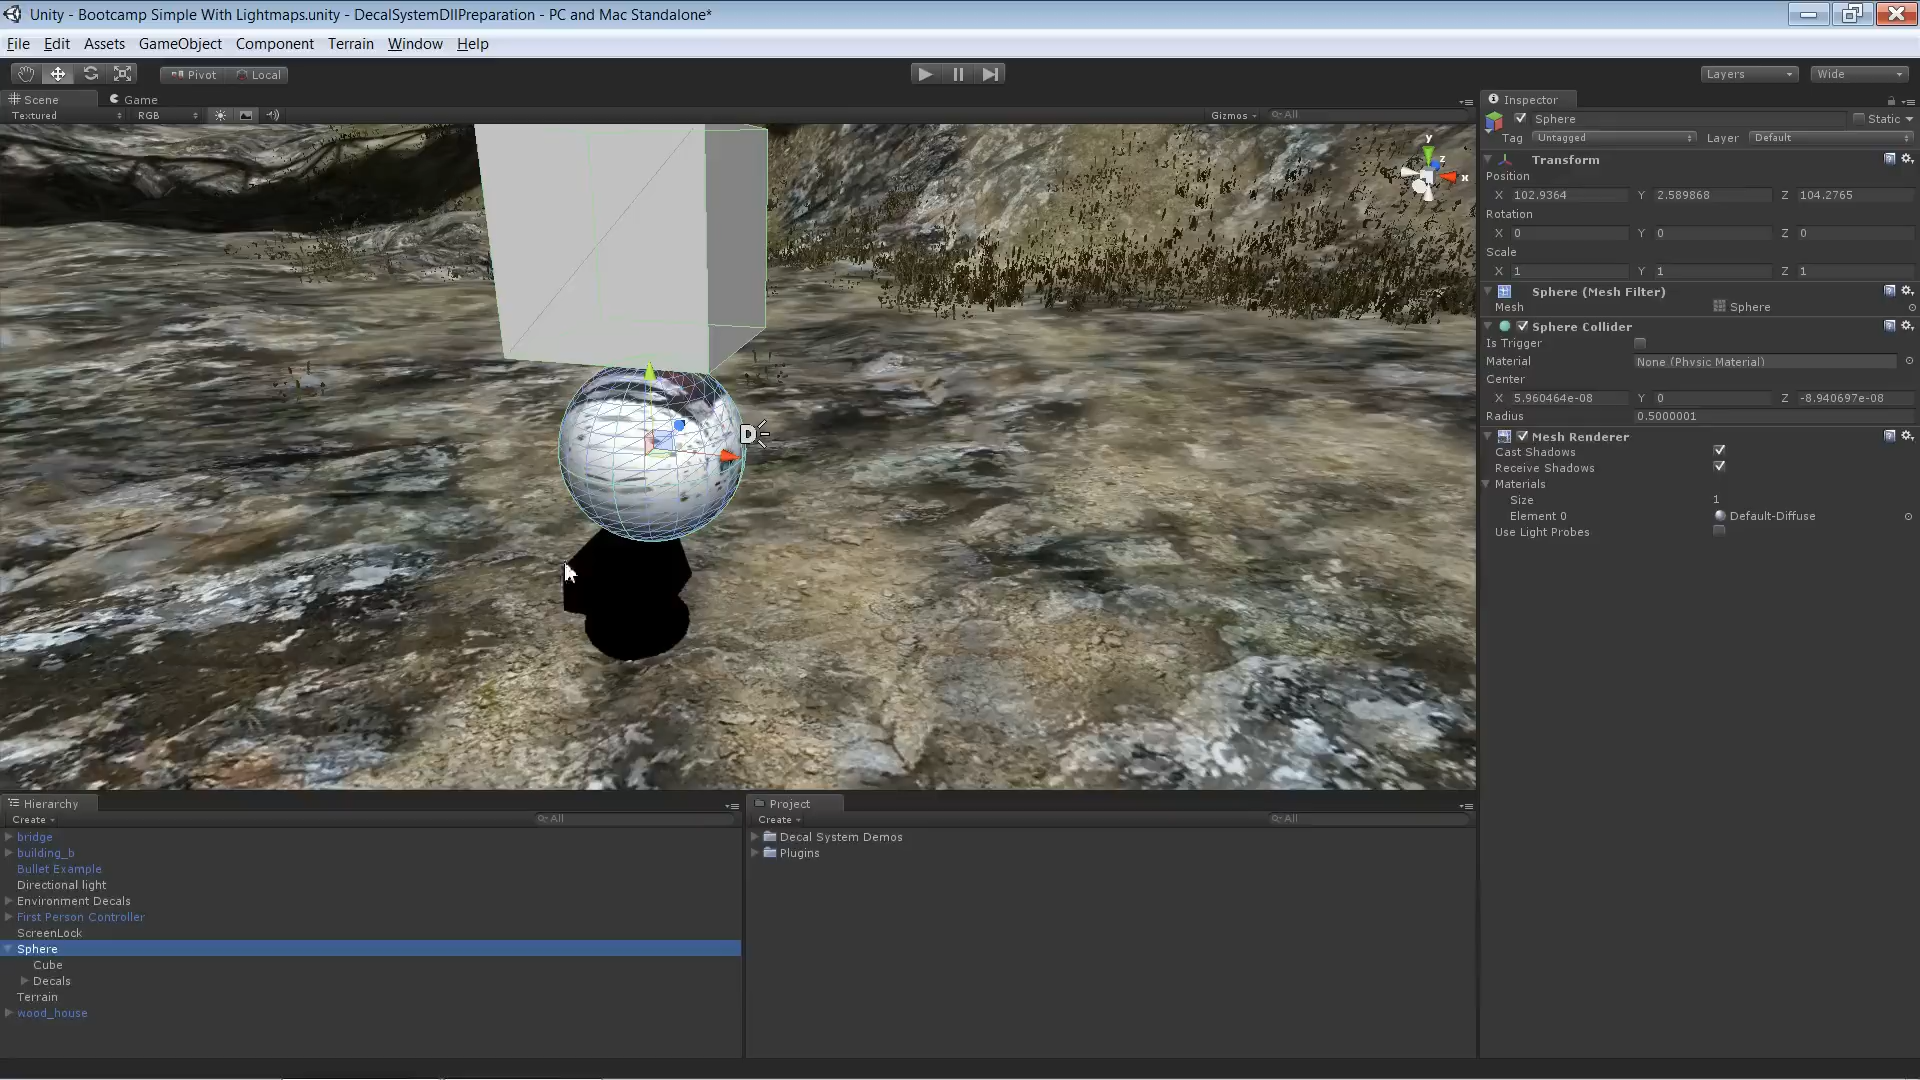 Unity - Bootcamp Simple With Lightmaps.unity - DecalSystemDllPreparation - PC and Mac Standalone*
File Edit Assets GameObject Component Terrain Window Help
Pivot Local Layers Wide
Scene Game
Textured RGB Gizmos All
y z x
D
Inspector
Sphere Static
Tag Untagged Layer Default
Transform
Position
X 102.9364 Y 2.589868 Z 104.2765
Rotation
X 0 Y 0 Z 0
Scale
X 1 Y 1 Z 1
Sphere (Mesh Filter)
Mesh Sphere
Sphere Collider
Is Trigger
Material None (Physic Material)
Center
X 5.960464e-08 Y 0 Z -8.940697e-08
Radius 0.5000001
Mesh Renderer
Cast Shadows
Receive Shadows
Materials
Size 1
Element 0 Default-Diffuse
Use Light Probes
Hierarchy
Create All
bridge
building_b
Bullet Example
Directional light
Environment Decals
First Person Controller
ScreenLock
Sphere
Cube
Decals
Terrain
wood_house
Project
Create All
Decal System Demos
Plugins